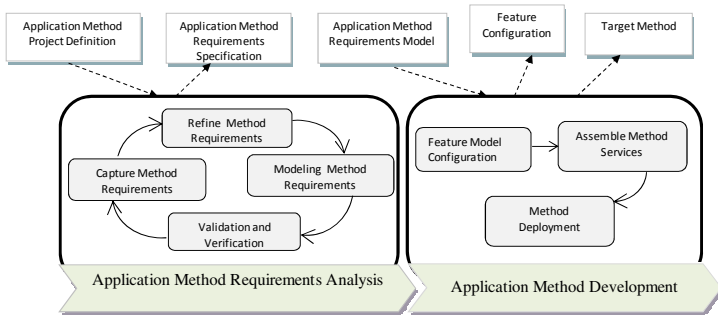 Application Method
Project Definition
Application Method
Requirements
Specification
Application Method
Requirements Model
Feature
Configuration
Target Method
Refine Method
Requirements
Capture Method
Requirements
Modeling Method
Requirements
Validation and
Verification
Feature Model
Configuration
Assemble Method
Services
Method
Deployment
Application Method Requirements Analysis
Application Method Development